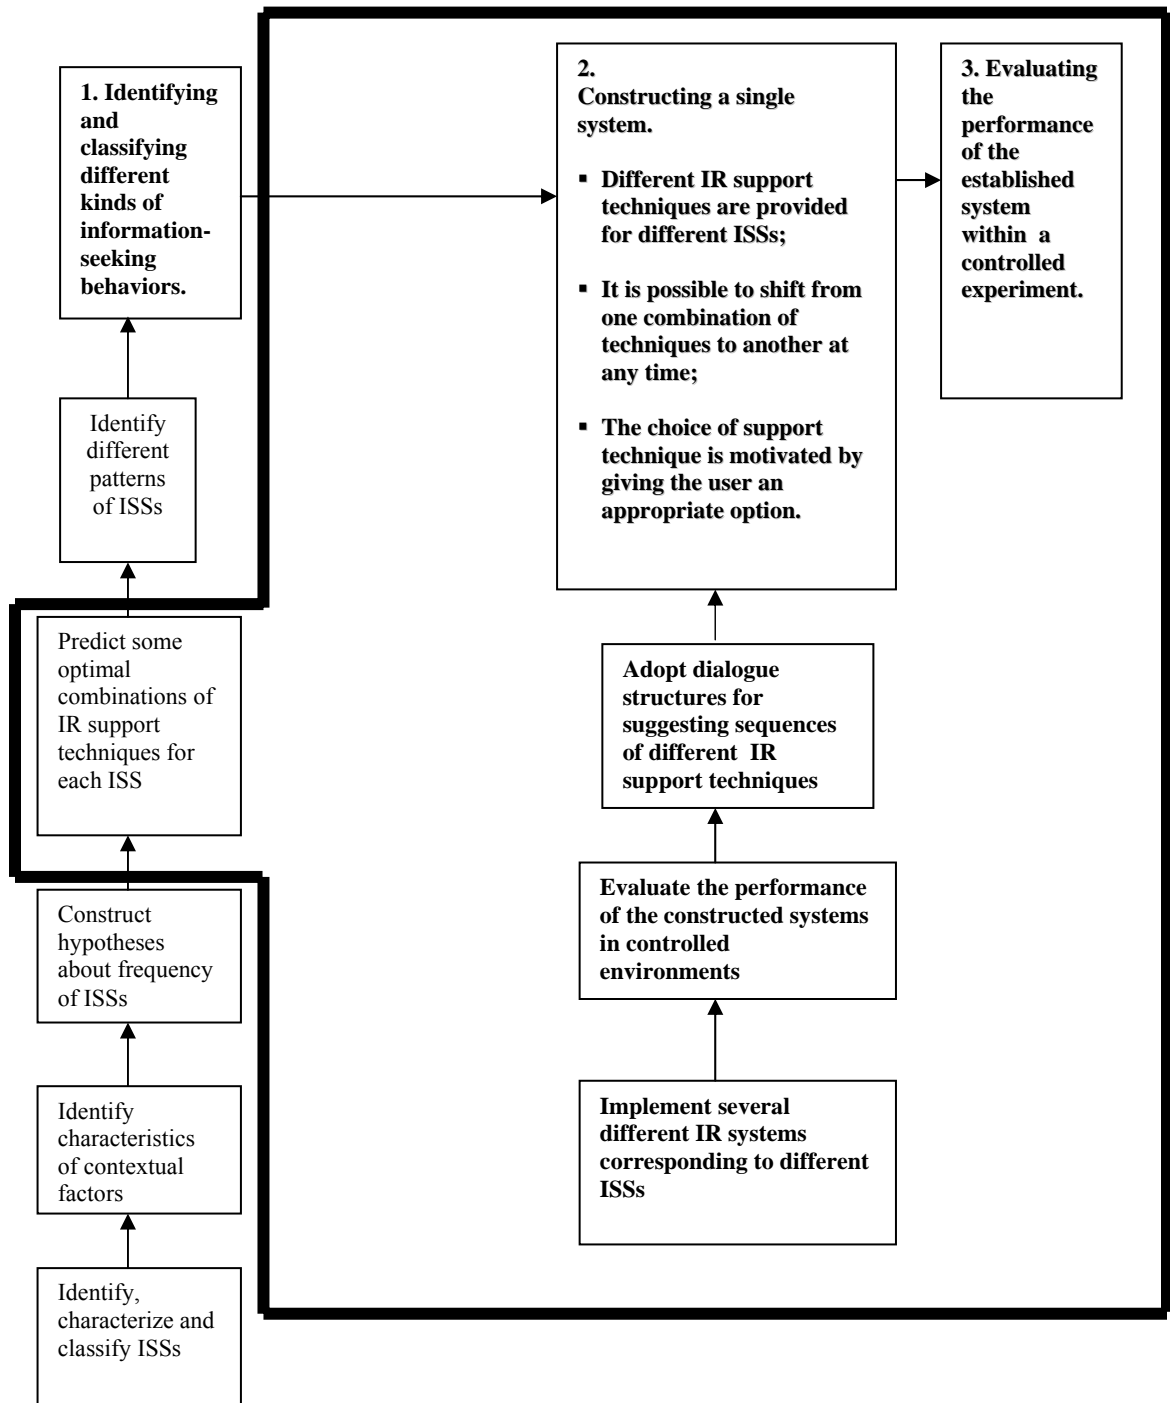 1. Identifying
and
classifying
different
kinds of
information-
seeking
behaviors.
2.
Constructing a single
system.
▪ Different IR support
techniques are provided
for different ISSs;
▪ It is possible to shift from
one combination of
techniques to another at
any time;
▪ The choice of support
technique is motivated by
giving the user an
appropriate option.
3. Evaluating
the
performance
of the
established
system
within a
controlled
experiment.
Identify
different
patterns
of ISSs
Predict some
optimal
combinations of
IR support
techniques for
each ISS
Adopt dialogue
structures for
suggesting sequences
of different IR
support techniques
Construct
hypotheses
about frequency
of ISSs
Evaluate the performance
of the constructed systems
in controlled
environments
Identify
characteristics
of contextual
factors
Implement several
different IR systems
corresponding to different
ISSs
Identify,
characterize and
classify ISSs